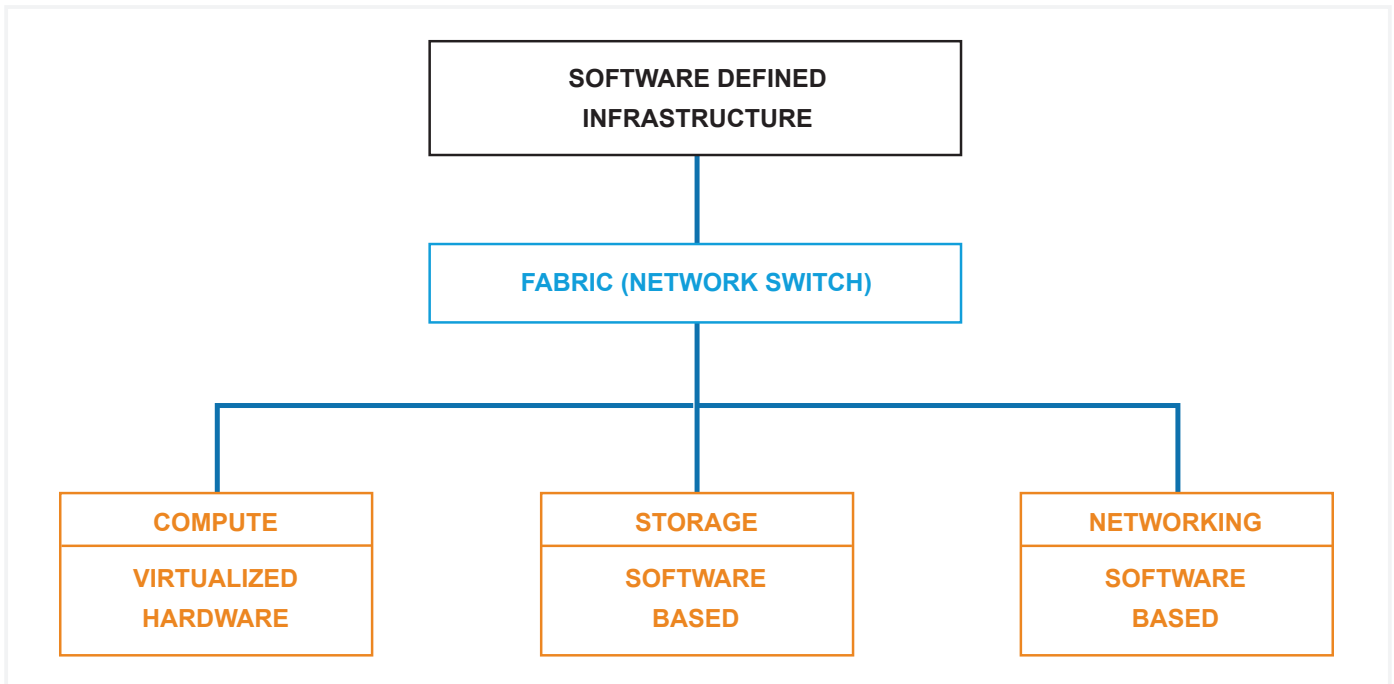 SOFTWARE DEFINED
INFRASTRUCTURE
FABRIC (NETWORK SWITCH)
COMPUTE
VIRTUALIZED
HARDWARE
STORAGE
SOFTWARE
BASED
NETWORKING
SOFTWARE
BASED